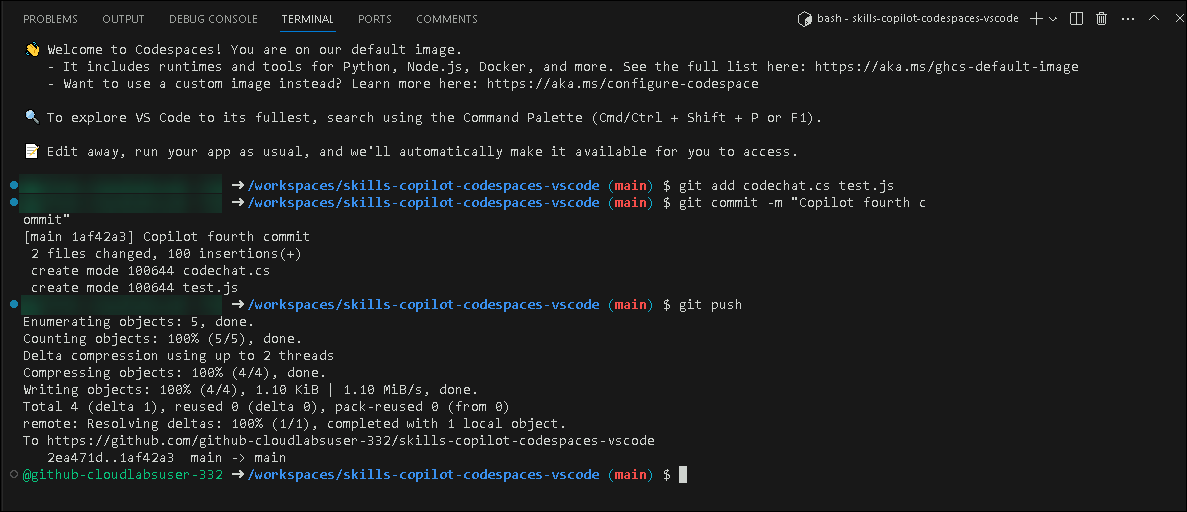 PROBLEMS OUTPUT DEBUG CONSOLE TERMINAL PORTS COMMENTS bash - skills-copilot-codespaces-vscode
👋 Welcome to Codespaces! You are on our default image.
- It includes runtimes and tools for Python, Node.js, Docker, and more. See the full list here: https://aka.ms/ghcs-default-image
- Want to use a custom image instead? Learn more here: https://aka.ms/configure-codespace
🔍 To explore VS Code to its fullest, search using the Command Palette (Cmd/Ctrl + Shift + P or F1).
📝 Edit away, run your app as usual, and we'll automatically make it available for you to access.
➜ /workspaces/skills-copilot-codespaces-vscode (main) $ git add codechat.cs test.js
➜ /workspaces/skills-copilot-codespaces-vscode (main) $ git commit -m "Copilot fourth c
ommit"
[main 1af42a3] Copilot fourth commit
2 files changed, 100 insertions(+)
create mode 100644 codechat.cs
create mode 100644 test.js
➜ /workspaces/skills-copilot-codespaces-vscode (main) $ git push
Enumerating objects: 5, done.
Counting objects: 100% (5/5), done.
Delta compression using up to 2 threads
Compressing objects: 100% (4/4), done.
Writing objects: 100% (4/4), 1.10 KiB | 1.10 MiB/s, done.
Total 4 (delta 1), reused 0 (delta 0), pack-reused 0 (from 0)
remote: Resolving deltas: 100% (1/1), completed with 1 local object.
To https://github.com/github-cloudlabsuser-332/skills-copilot-codespaces-vscode
2ea471d..1af42a3 main -> main
@github-cloudlabsuser-332 ➜ /workspaces/skills-copilot-codespaces-vscode (main) $